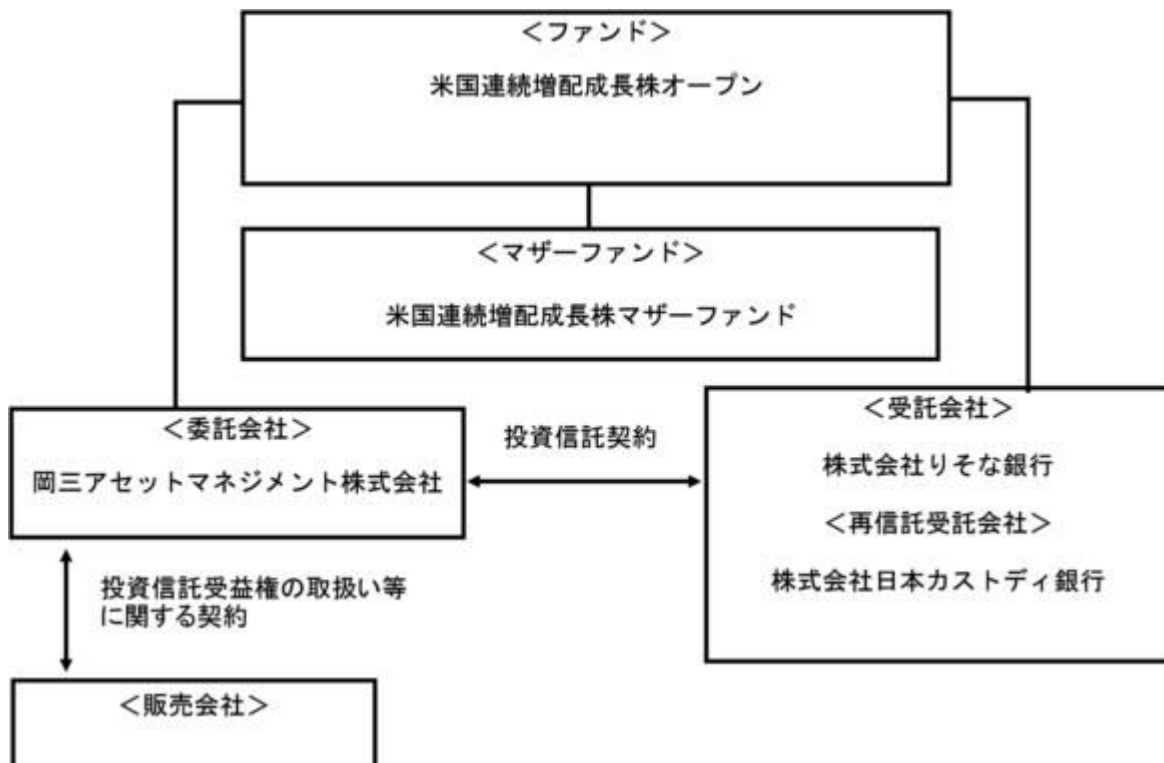 ＜ファンド＞
米国連続増配成長株オープン
＜マザーファンド＞
米国連続増配成長株マザーファンド
＜委託会社＞
岡三アセットマネジメント株式会社
投資信託契約
＜受託会社＞
株式会社りそな銀行
＜再信託受託会社＞
株式会社日本カストディ銀行
投資信託受益権の取扱い等
に関する契約
＜販売会社＞